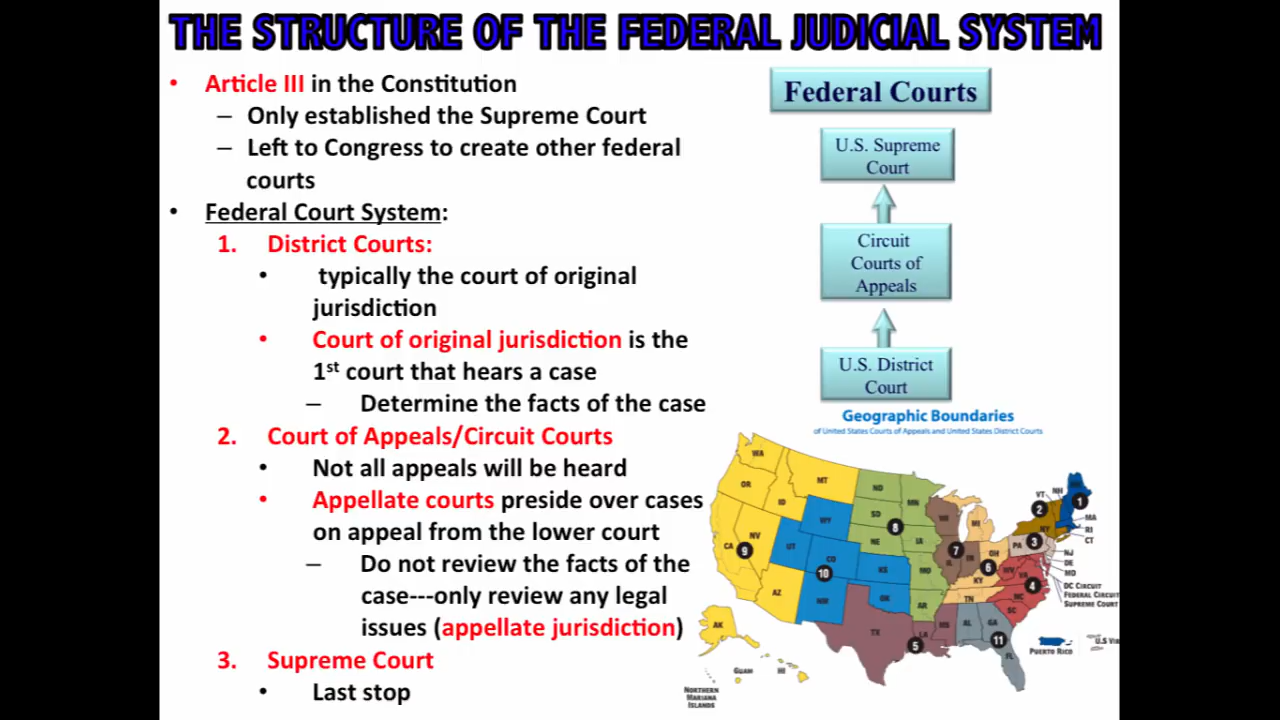 THE STRUCTURE OF THE FEDERAL JUDICIAL SYSTEM
• Article III in the Constitution
– Only established the Supreme Court
– Left to Congress to create other federal
courts
• Federal Court System:
1. District Courts:
• typically the court of original
jurisdiction
• Court of original jurisdiction is the
1st court that hears a case
– Determine the facts of the case
2. Court of Appeals/Circuit Courts
• Not all appeals will be heard
• Appellate courts preside over cases
on appeal from the lower court
– Do not review the facts of the
case---only review any legal
issues (appellate jurisdiction)
3. Supreme Court
• Last stop
Federal Courts
U.S. Supreme
Court
Circuit
Courts of
Appeals
U.S. District
Court
Geographic Boundaries
of United States Courts of Appeals and United States District Courts
WA
MT
ND
MN
OR
ID
SD
WI
MI
VT
NH
1
2
NY
MA
RI
CT
WY
8
NE
IA
PA
3
NJ
DE
MD
NV
CA
9
UT
CO
10
KS
MO
7
IL
IN
OH
6
KY
WV
VA
4
DC CIRCUIT
FEDERAL CIRCUIT
SUPREME COURT
AZ
NM
OK
AR
TN
NC
SC
TX
LA
5
MS
AL
GA
11
FL
AK
HI
GUAM
NORTHERN
MARIANA
ISLANDS
PUERTO RICO
U.S VIR